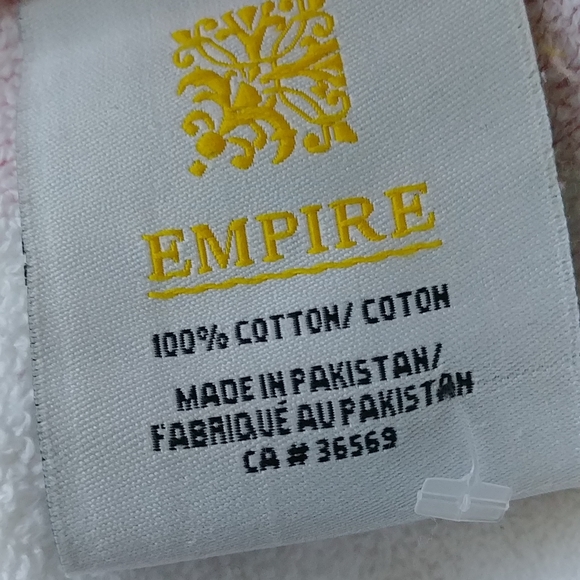 EMPIRE
100% COTTON/ COTON
MADE IN PAKISTAN/
FABRIQUÉ AU PAKISTAN
CA # 36569